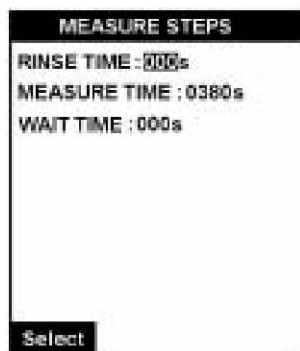 MEASURE STEPS
RINSE TIME :000s
MEASURE TIME :0380s
WAIT TIME :000s
Select